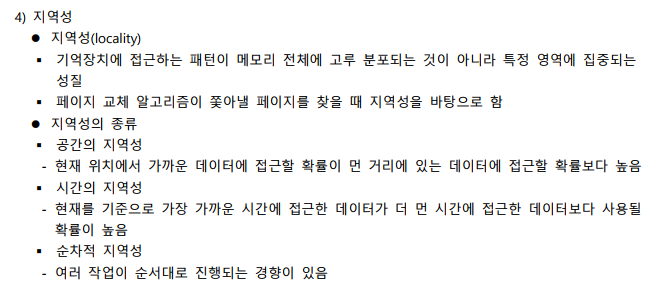 4) 지역성
● 지역성(locality)
▪ 기억장치에 접근하는 패턴이 메모리 전체에 고루 분포되는 것이 아니라 특정 영역에 집중되는
성질
▪ 페이지 교체 알고리즘이 쫓아낼 페이지를 찾을 때 지역성을 바탕으로 함
● 지역성의 종류
▪ 공간의 지역성
- 현재 위치에서 가까운 데이터에 접근할 확률이 먼 거리에 있는 데이터에 접근할 확률보다 높음
▪ 시간의 지역성
- 현재를 기준으로 가장 가까운 시간에 접근한 데이터가 더 먼 시간에 접근한 데이터보다 사용될
확률이 높음
▪ 순차적 지역성
- 여러 작업이 순서대로 진행되는 경향이 있음